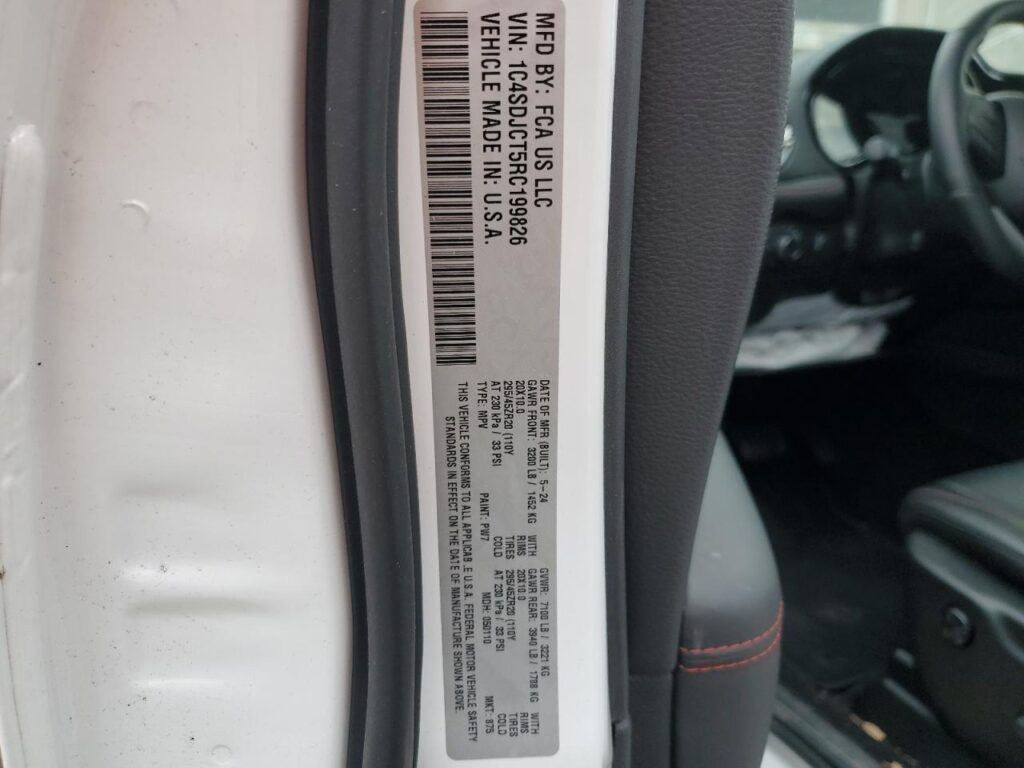 MFD BY: FCA US LLC
VIN: 1C4SDJCT5RC199826
VEHICLE MADE IN: U.S.A.
DATE OF MFR (BUILT): 5-24 GVWR: 7100 LB / 3221 KG
GAWR FRONT: 3200 LB / 1452 KG WITH GAWR REAR: 3940 LB / 1788 KG WITH
20X10.0 RIMS 20X10.0 RIMS
295/45ZR20 (110Y TIRES 295/45ZR20 (110Y TIRES
AT 230 kPa / 33 PSI COLD AT 230 kPa / 33 PSI COLD
TYPE: MPV PAINT: PW7 MDH: 050110 MKT: 875
THIS VEHICLE CONFORMS TO ALL APPLICABLE U.S.A. FEDERAL MOTOR VEHICLE SAFETY
STANDARDS IN EFFECT ON THE DATE OF MANUFACTURE SHOWN ABOVE.